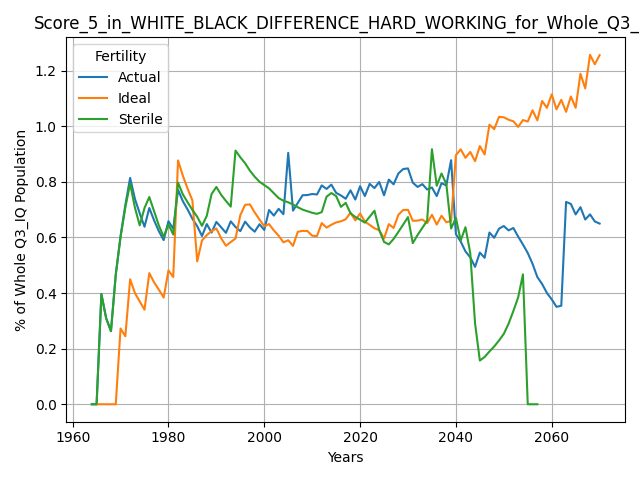 Score_5_in_WHITE_BLACK_DIFFERENCE_HARD_WORKING_for_Whole_Q3_
Fertility
Actual
Ideal
Sterile
1.2
1.0
0.8
0.6
0.4
0.2
0.0
% of Whole Q3_IQ Population
1960
1980
2000
2020
2040
2060
Years